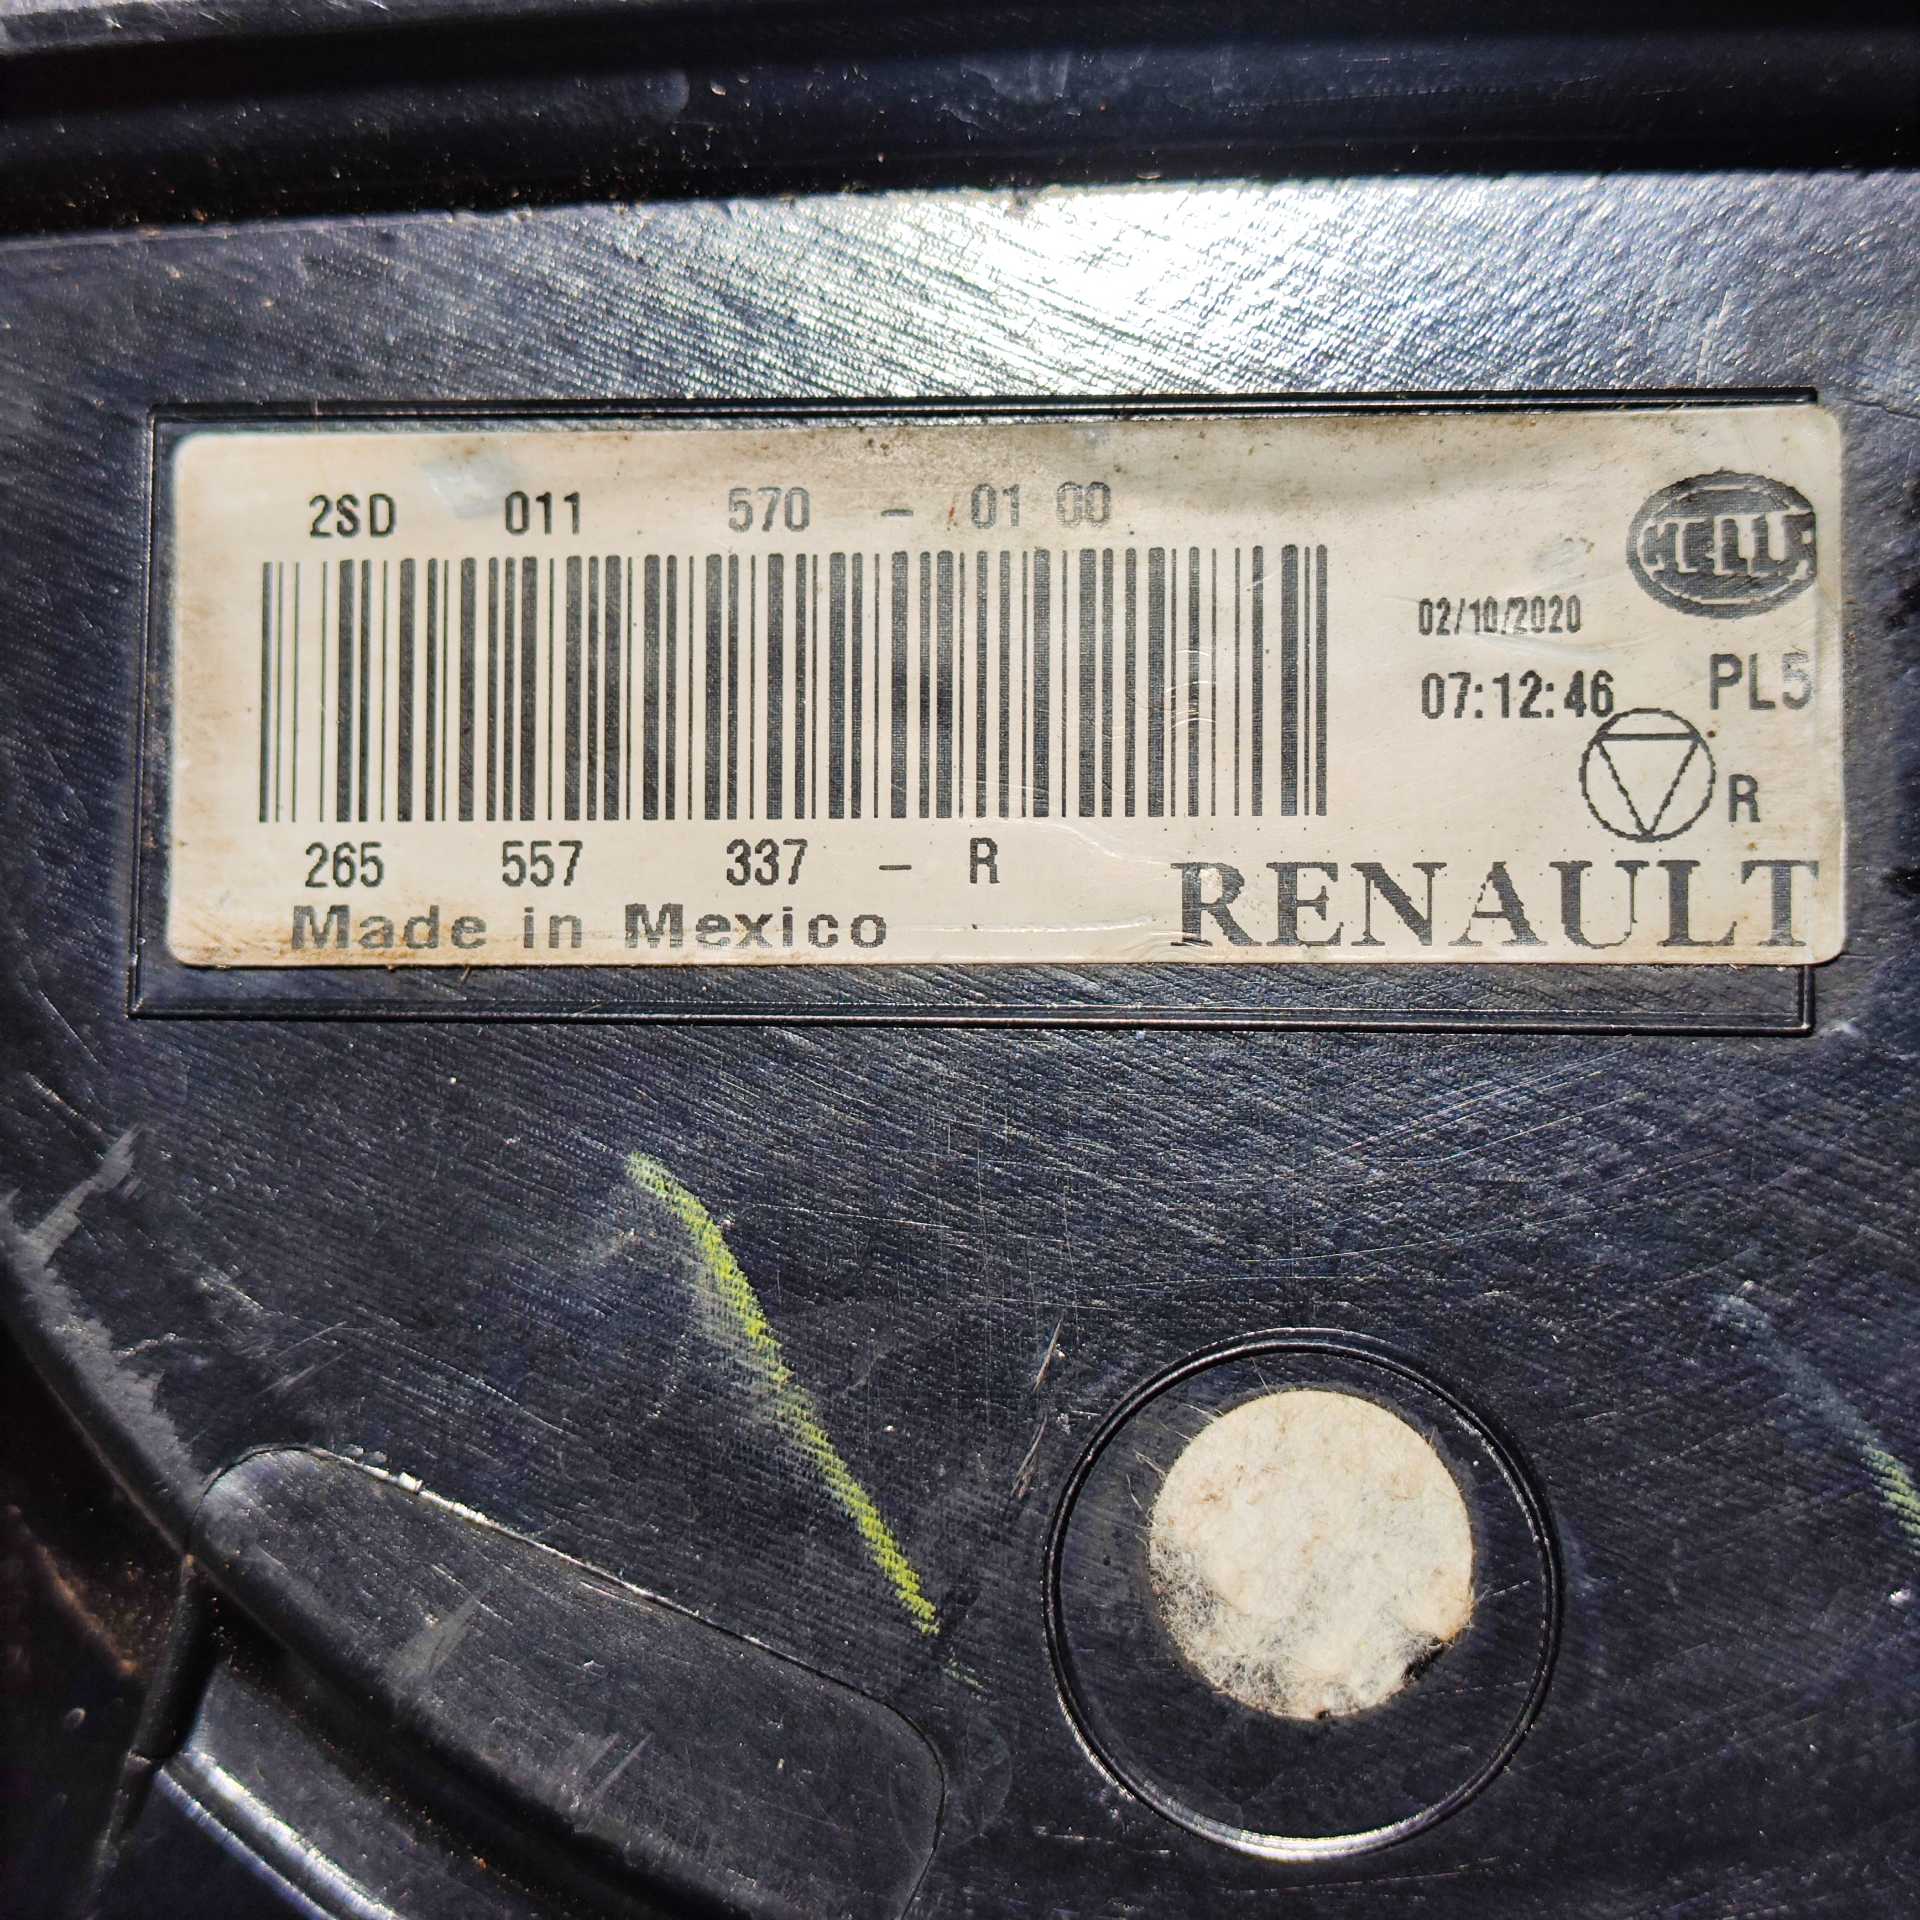 2SD 011 570 - 01 00
HELLA
02/10/2020
07:12:46 PL5
R
265 557 337 - R
Made in Mexico
RENAULT